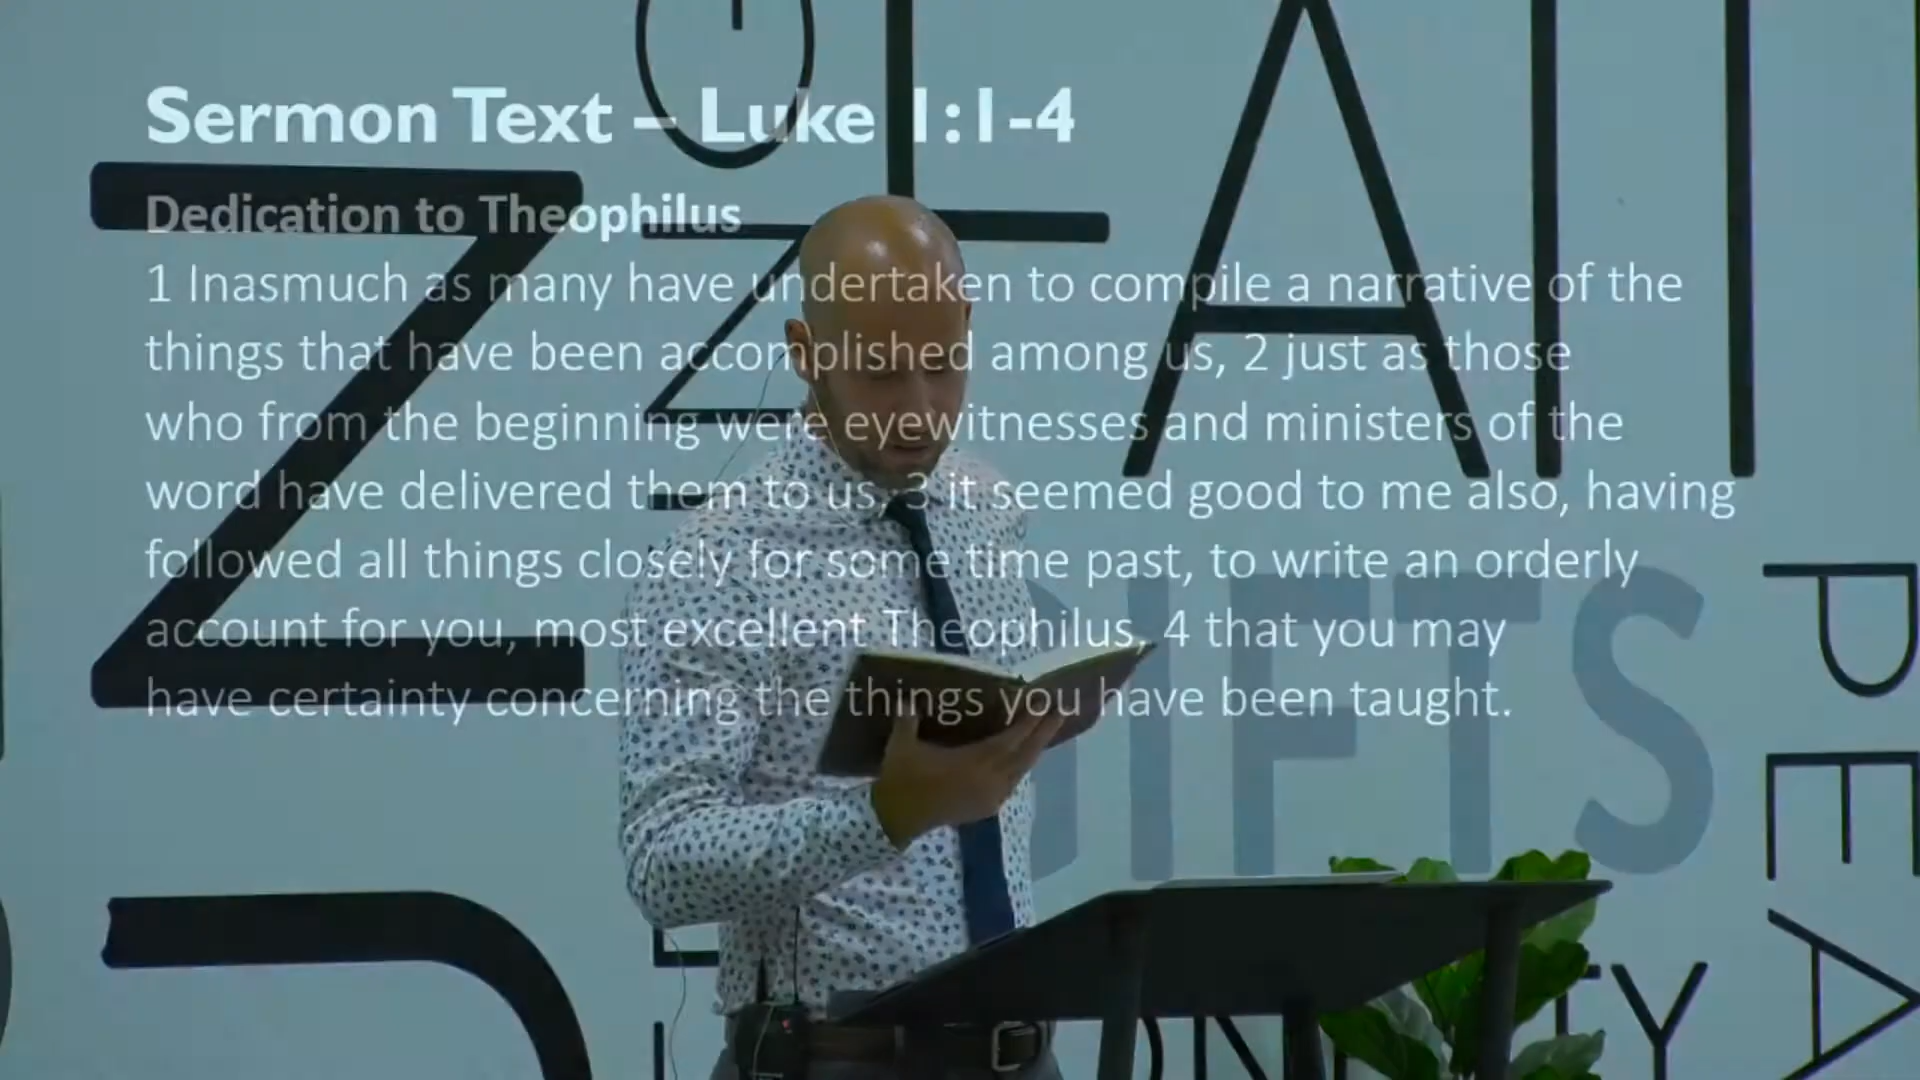 Sermon Text – Luke 1:1-4
Dedication to Theophilus
1 Inasmuch as many have undertaken to compile a narrative of the
things that have been accomplished among us, 2 just as those
who from the beginning were eyewitnesses and ministers of the
word have delivered them to us, 3 it seemed good to me also, having
followed all things closely for some time past, to write an orderly
account for you, most excellent Theophilus, 4 that you may
have certainty concerning the things you have been taught.
GIFTS